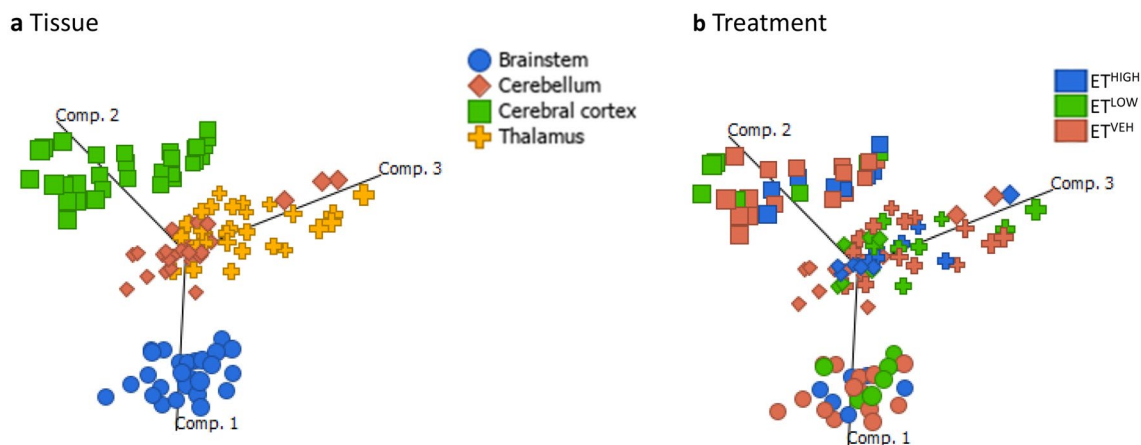 a Tissue
Brainstem
Cerebellum
Cerebral cortex
Thalamus
Comp. 2
Comp. 3
Comp. 1
b Treatment
ET^HIGH
ET^LOW
ET^VEH
Comp. 2
Comp. 3
Comp. 1